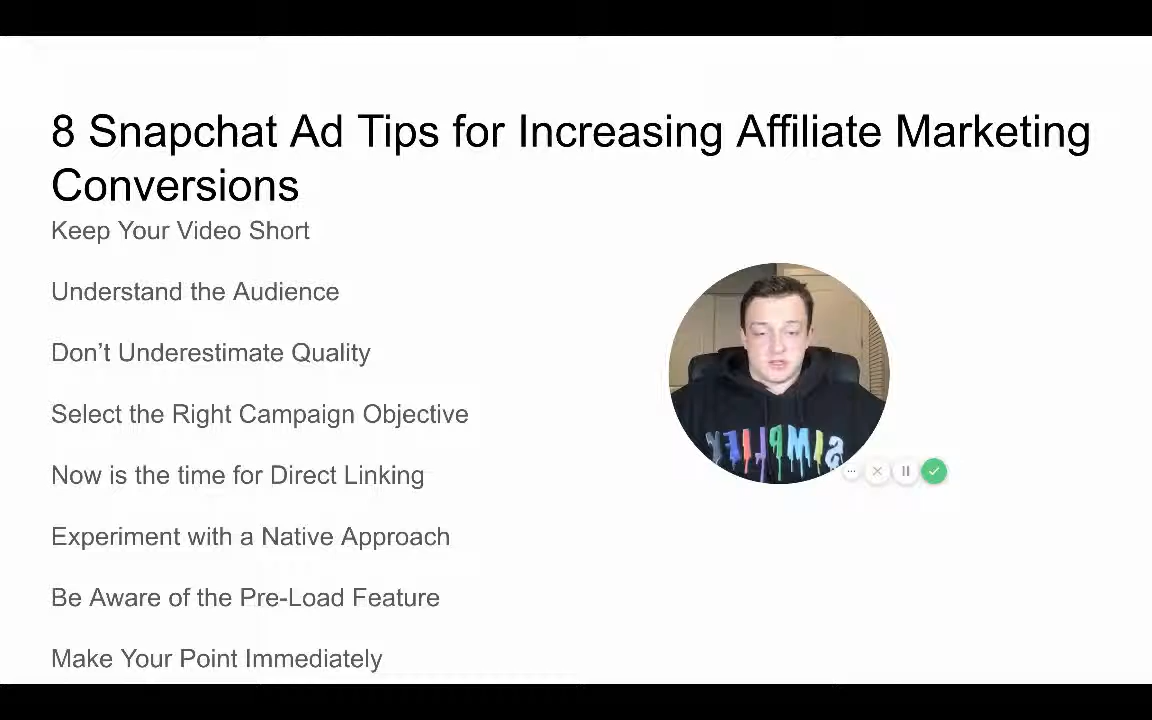 8 Snapchat Ad Tips for Increasing Affiliate Marketing
Conversions
Keep Your Video Short
Understand the Audience
Don’t Underestimate Quality
Select the Right Campaign Objective
Now is the time for Direct Linking
Experiment with a Native Approach
Be Aware of the Pre-Load Feature
Make Your Point Immediately